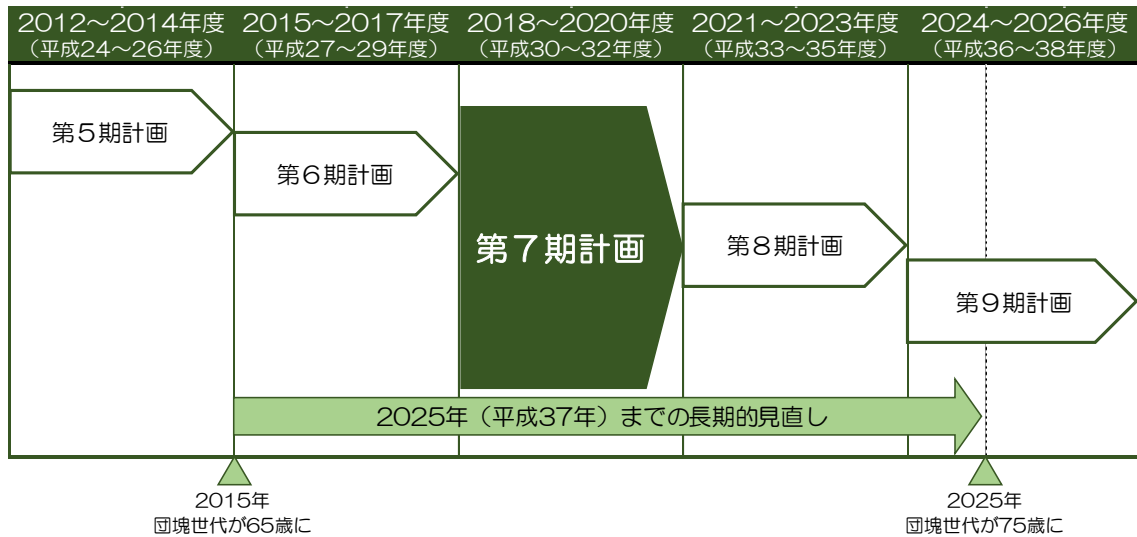 2012～2014年度
（平成24～26年度）
2015～2017年度
（平成27～29年度）
2018～2020年度
（平成30～32年度）
2021～2023年度
（平成33～35年度）
2024～2026年度
（平成36～38年度）
第５期計画
第６期計画
第７期計画
第８期計画
第９期計画
2025年（平成37年）までの長期的見直し
2015年
団塊世代が65歳に
2025年
団塊世代が75歳に